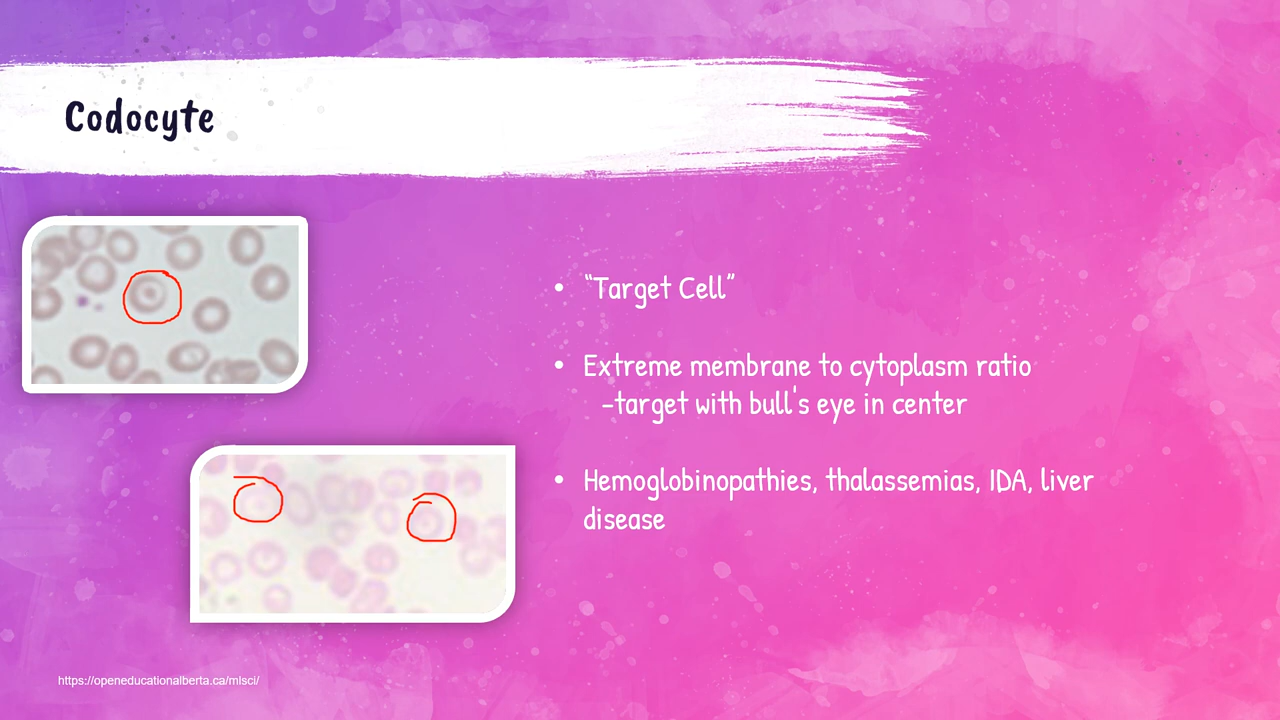 Codocyte
• “Target Cell”
• Extreme membrane to cytoplasm ratio
-target with bull's eye in center
• Hemoglobinopathies, thalassemias, IDA, liver
disease
https://openeducationalberta.ca/mlsci/